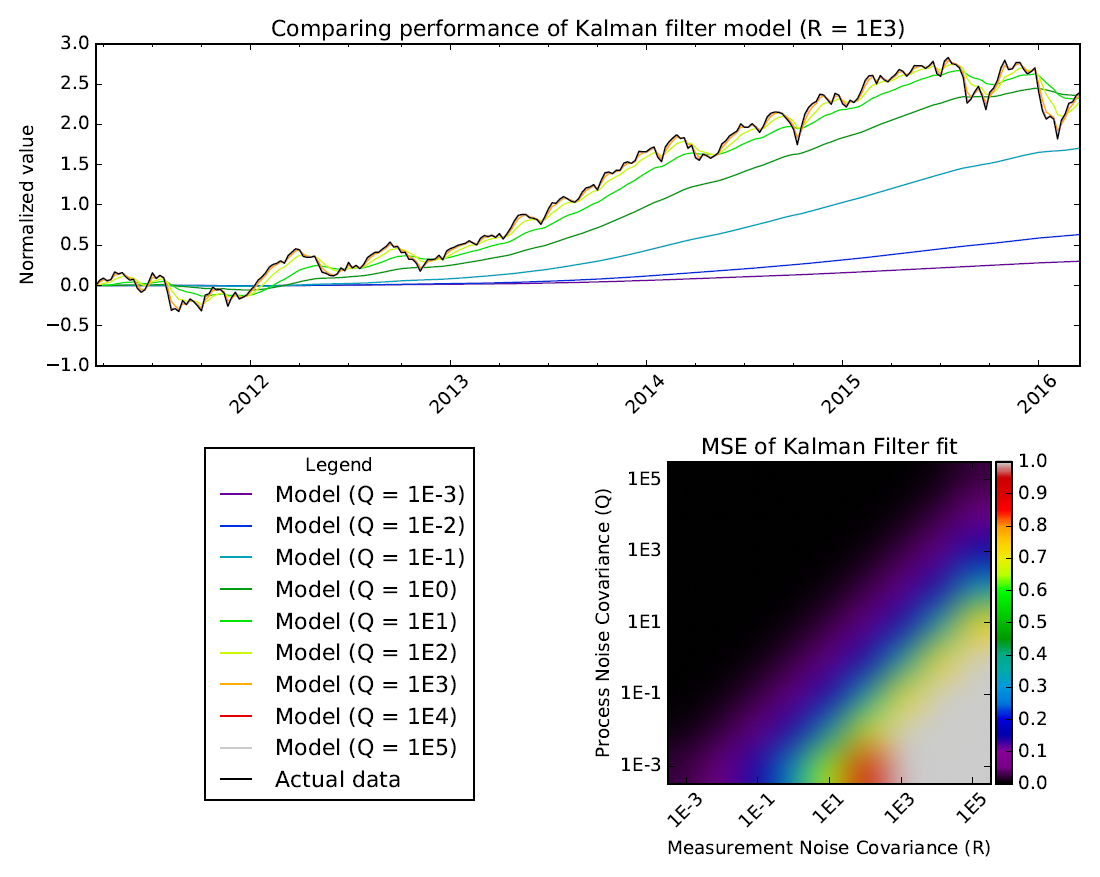 Comparing performance of Kalman filter model (R = 1E3)
Normalized value
3.0
2.5
2.0
1.5
1.0
0.5
0.0
−0.5
−1.0
2012
2013
2014
2015
2016
Legend
Model (Q = 1E-3)
Model (Q = 1E-2)
Model (Q = 1E-1)
Model (Q = 1E0)
Model (Q = 1E1)
Model (Q = 1E2)
Model (Q = 1E3)
Model (Q = 1E4)
Model (Q = 1E5)
Actual data
MSE of Kalman Filter fit
Process Noise Covariance (Q)
1E5
1E3
1E1
1E-1
1E-3
1E-3
1E-1
1E1
1E3
1E5
Measurement Noise Covariance (R)
1.0
0.9
0.8
0.7
0.6
0.5
0.4
0.3
0.2
0.1
0.0